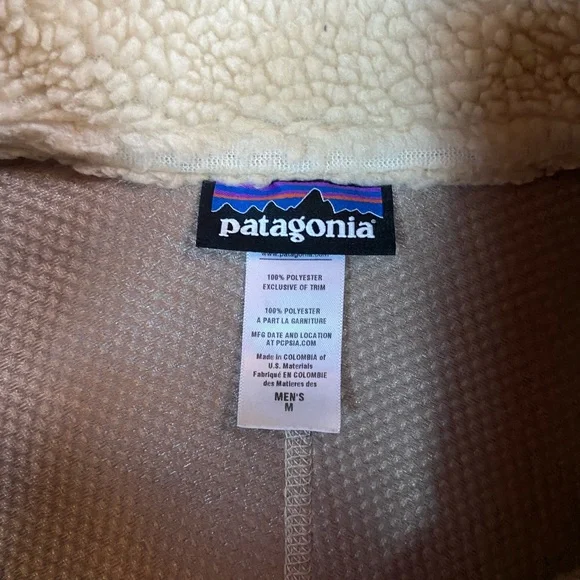 patagonia®
www.patagonia.com
100% POLYESTER
EXCLUSIVE OF TRIM
100% POLYESTER
A PART LA GARNITURE
MFG DATE AND LOCATION
AT PCPSIA.COM
Made in COLOMBIA of
U.S. Materials
Fabriqué EN COLOMBIE
des Matieres des
MEN'S
M